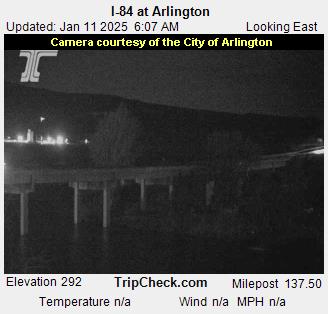 I-84 at Arlington
Updated: Jan 11 2025 6:07 AM Looking East
Camera courtesy of the City of Arlington
Elevation 292 TripCheck.com Milepost 137.50
Temperature n/a Wind n/a MPH n/a